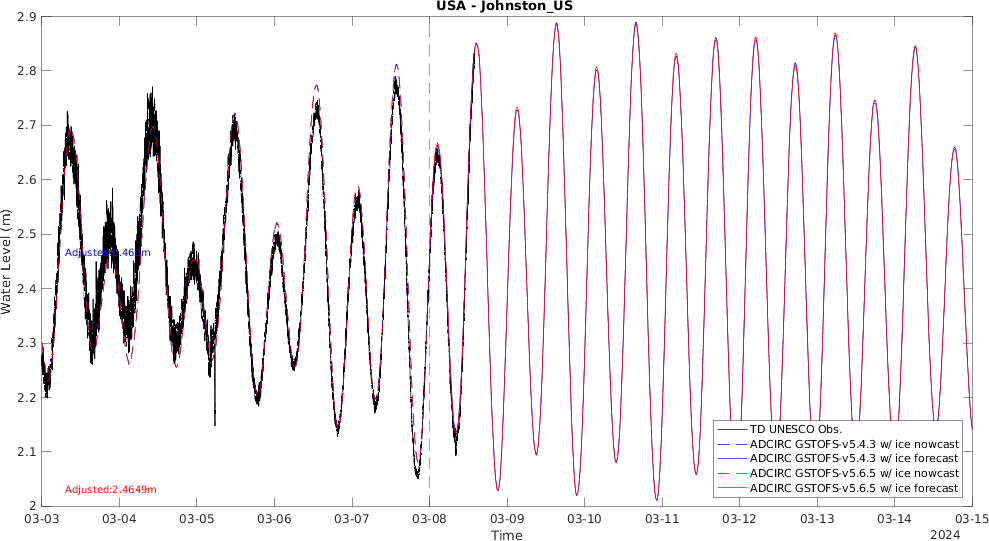 USA - Johnston_US
2.9
2.8
2.7
2.6
2.5
2.4
2.3
2.2
2.1
2
Water Level (m)
Adjusted:2.4649m
TD UNESCO Obs.
ADCIRC GSTOFS-v5.4.3 w/ ice nowcast
ADCIRC GSTOFS-v5.4.3 w/ ice forecast
ADCIRC GSTOFS-v5.6.5 w/ ice nowcast
ADCIRC GSTOFS-v5.6.5 w/ ice forecast
03-03 03-04 03-05 03-06 03-07 03-08 03-09 03-10 03-11 03-12 03-13 03-14 03-15
Time
2024